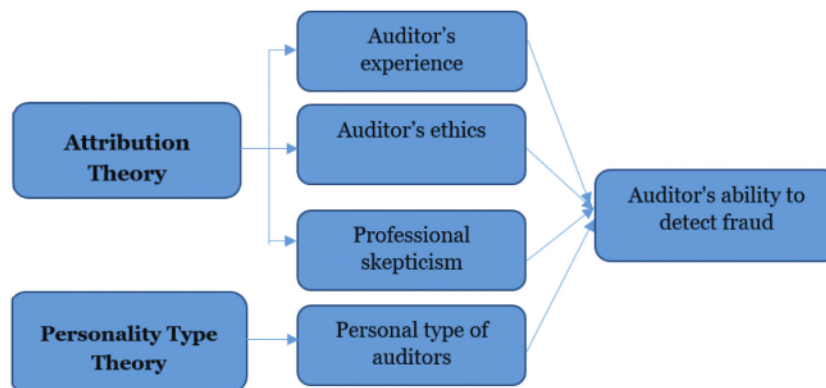 Auditor's
experience
Attribution
Theory
Auditor's ethics
Professional
skepticism
Auditor's ability to
detect fraud
Personality Type
Theory
Personal type of
auditors